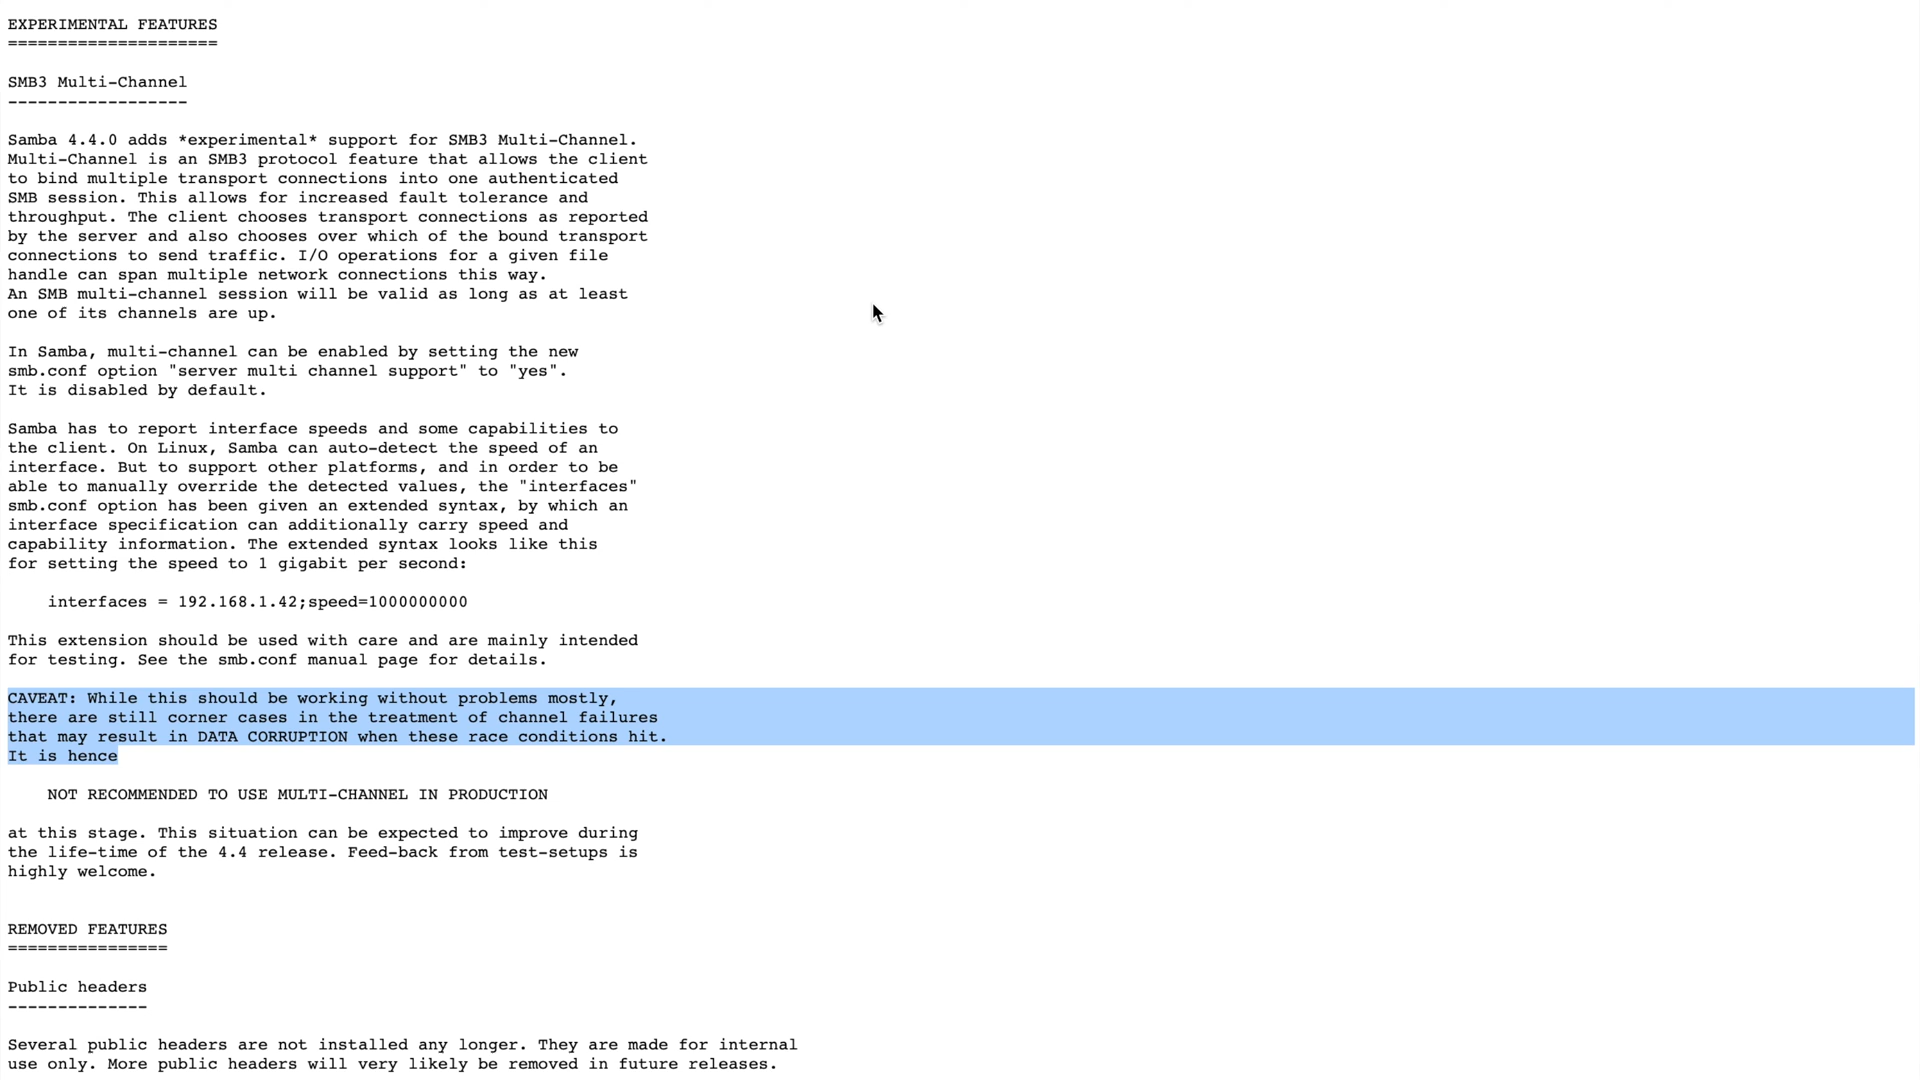 EXPERIMENTAL FEATURES
=====================
SMB3 Multi-Channel
------------------
Samba 4.4.0 adds *experimental* support for SMB3 Multi-Channel.
Multi-Channel is an SMB3 protocol feature that allows the client
to bind multiple transport connections into one authenticated
SMB session. This allows for increased fault tolerance and
throughput. The client chooses transport connections as reported
by the server and also chooses over which of the bound transport
connections to send traffic. I/O operations for a given file
handle can span multiple network connections this way.
An SMB multi-channel session will be valid as long as at least
one of its channels are up.
In Samba, multi-channel can be enabled by setting the new
smb.conf option "server multi channel support" to "yes".
It is disabled by default.
Samba has to report interface speeds and some capabilities to
the client. On Linux, Samba can auto-detect the speed of an
interface. But to support other platforms, and in order to be
able to manually override the detected values, the "interfaces"
smb.conf option has been given an extended syntax, by which an
interface specification can additionally carry speed and
capability information. The extended syntax looks like this
for setting the speed to 1 gigabit per second:
interfaces = 192.168.1.42;speed=1000000000
This extension should be used with care and are mainly intended
for testing. See the smb.conf manual page for details.
CAVEAT: While this should be working without problems mostly,
there are still corner cases in the treatment of channel failures
that may result in DATA CORRUPTION when these race conditions hit.
It is hence
NOT RECOMMENDED TO USE MULTI-CHANNEL IN PRODUCTION
at this stage. This situation can be expected to improve during
the life-time of the 4.4 release. Feed-back from test-setups is
highly welcome.
REMOVED FEATURES
================
Public headers
--------------
Several public headers are not installed any longer. They are made for internal
use only. More public headers will very likely be removed in future releases.